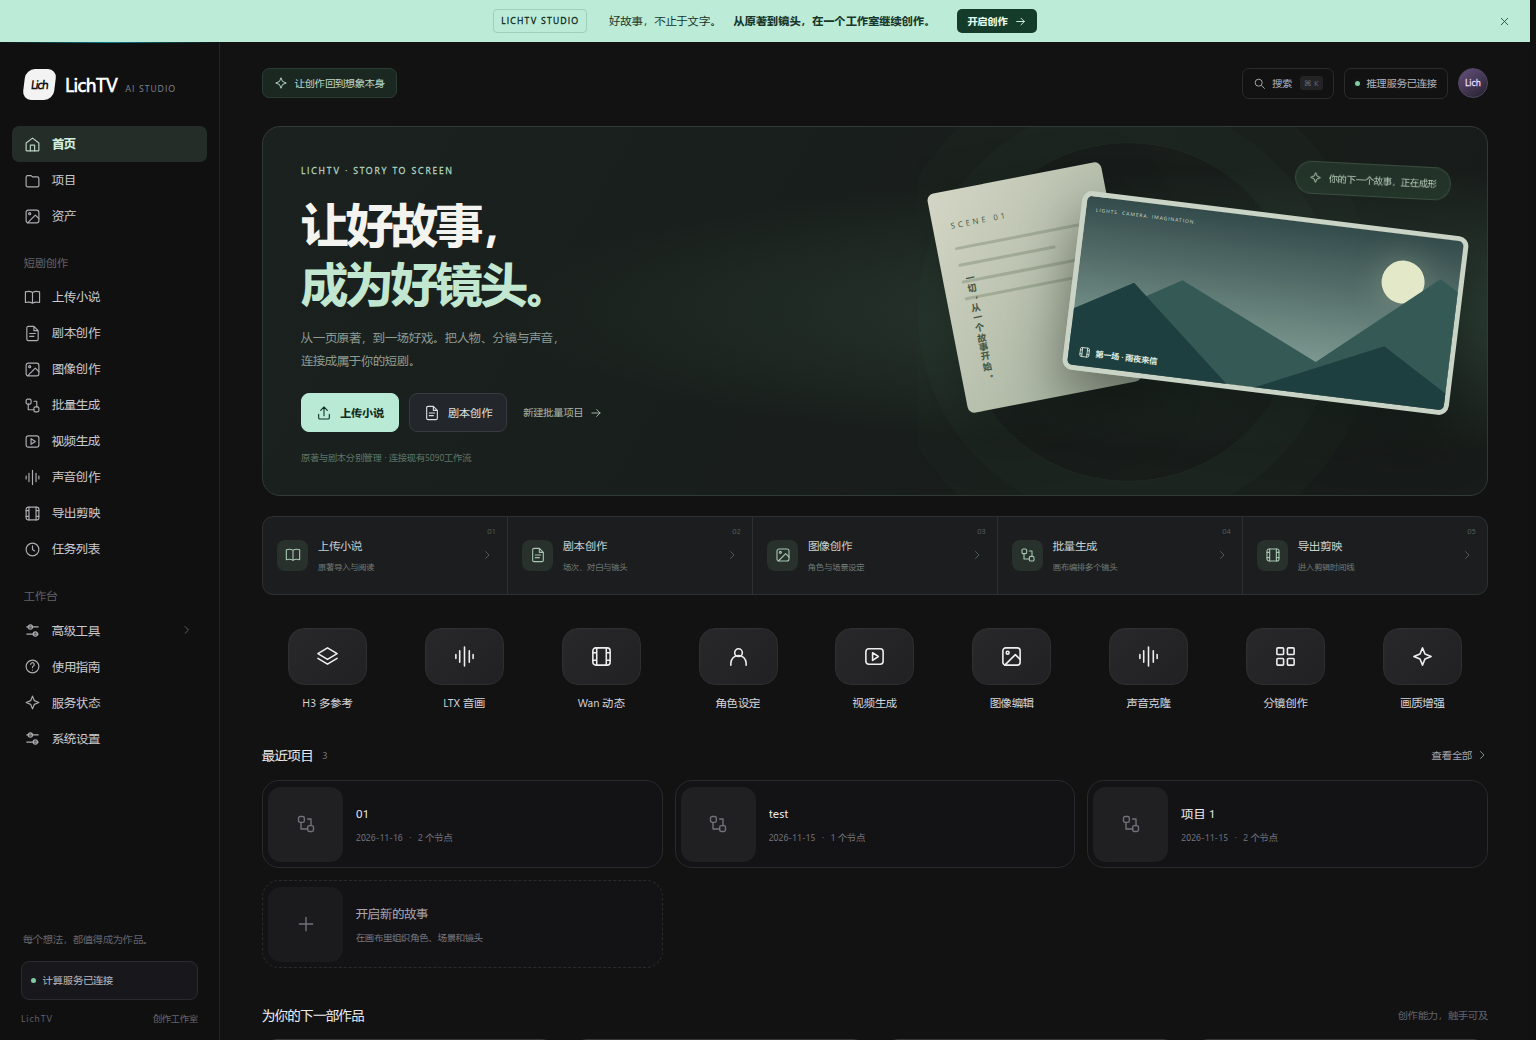 LICHTV STUDIO 好故事，不止于文字。 从原著到镜头，在一个工作室继续创作。 开启创作
Lich LichTV AI STUDIO
让创作回到想象本身
搜索 ⌘ K
推理服务已连接
Lich
首页
项目
资产
短剧创作
上传小说
剧本创作
图像创作
批量生成
视频生成
声音创作
导出剪映
任务列表
工作台
高级工具
使用指南
服务状态
系统设置
每个想法，都值得成为作品。
计算服务已连接
LichTV 创作工作室
LICHTV · STORY TO SCREEN
让好故事，
成为好镜头。
从一页原著，到一场好戏。把人物、分镜与声音，
连接成属于你的短剧。
上传小说 剧本创作 新建批量项目
原著与剧本分别管理 · 连接现有S090工作流
SCENE 01
一切，从一个故事开始。
你的下一个故事，正在成形
LIGHTS. CAMERA. IMAGINATION.
第一场 · 雨夜来信
01
上传小说
原著导入与阅读
02
剧本创作
场次、对白与镜头
03
图像创作
角色与场景设定
04
批量生成
画布编排多个镜头
05
导出剪映
进入剪辑时间线
H3 多参考
LTX 音画
Wan 动态
角色设定
视频生成
图像编辑
声音克隆
分镜创作
画质增强
最近项目 3
查看全部
01
2026-11-16 · 2 个节点
test
2026-11-15 · 1 个节点
项目 1
2026-11-15 · 2 个节点
开启新的故事
在画布里组织角色、场景和镜头
为你的下一部作品
创作能力，触手可及